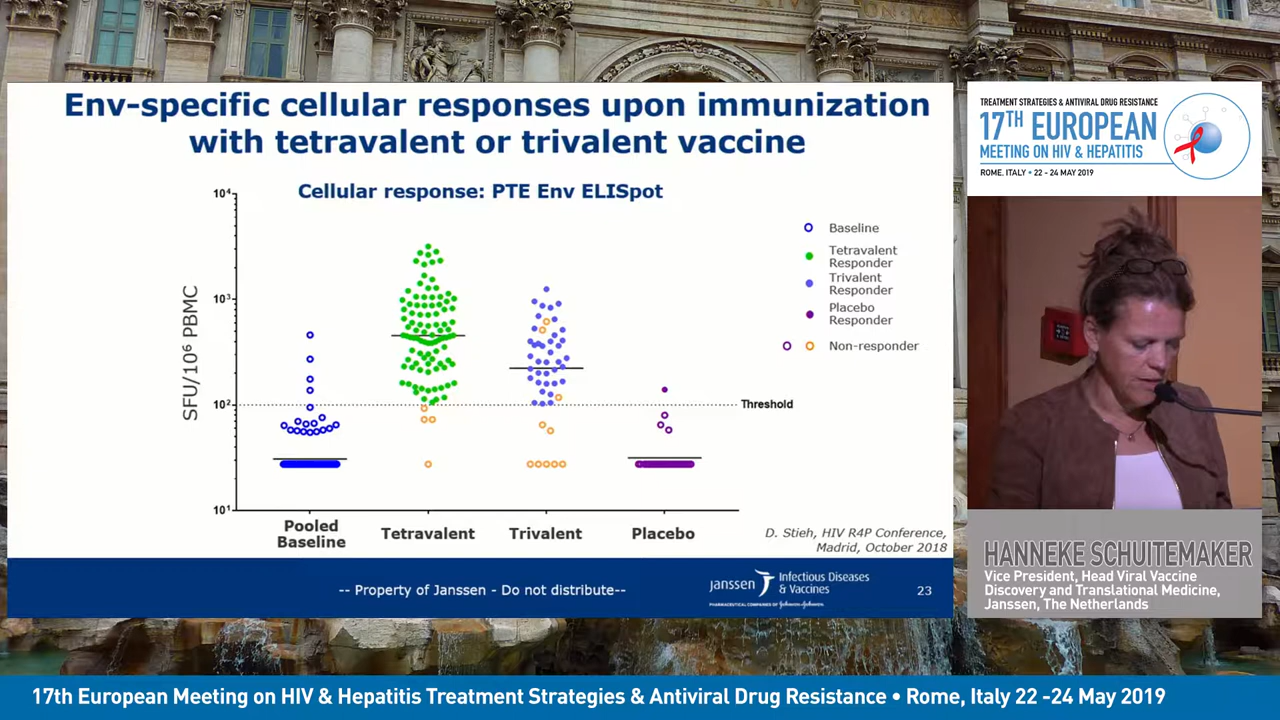 Env-specific cellular responses upon immunization
with tetravalent or trivalent vaccine
Cellular response: PTE Env ELISpot
SFU/10⁶ PBMC
10⁴
10³
10²
10¹
Threshold
Pooled
Baseline
Tetravalent
Trivalent
Placebo
Baseline
Tetravalent
Responder
Trivalent
Responder
Placebo
Responder
Non-responder
D. Stieh, HIV R4P Conference,
Madrid, October 2018
-- Property of Janssen - Do not distribute--
janssen Infectious Diseases
& Vaccines
PHARMACEUTICAL COMPANIES OF Johnson & Johnson
23
TREATMENT STRATEGIES & ANTIVIRAL DRUG RESISTANCE
17TH EUROPEAN
MEETING ON HIV & HEPATITIS
ROME, ITALY • 22 - 24 MAY 2019
HANNEKE SCHUITEMAKER
Vice President, Head Viral Vaccine
Discovery and Translational Medicine,
Janssen, The Netherlands
17th European Meeting on HIV & Hepatitis Treatment Strategies & Antiviral Drug Resistance • Rome, Italy 22 -24 May 2019